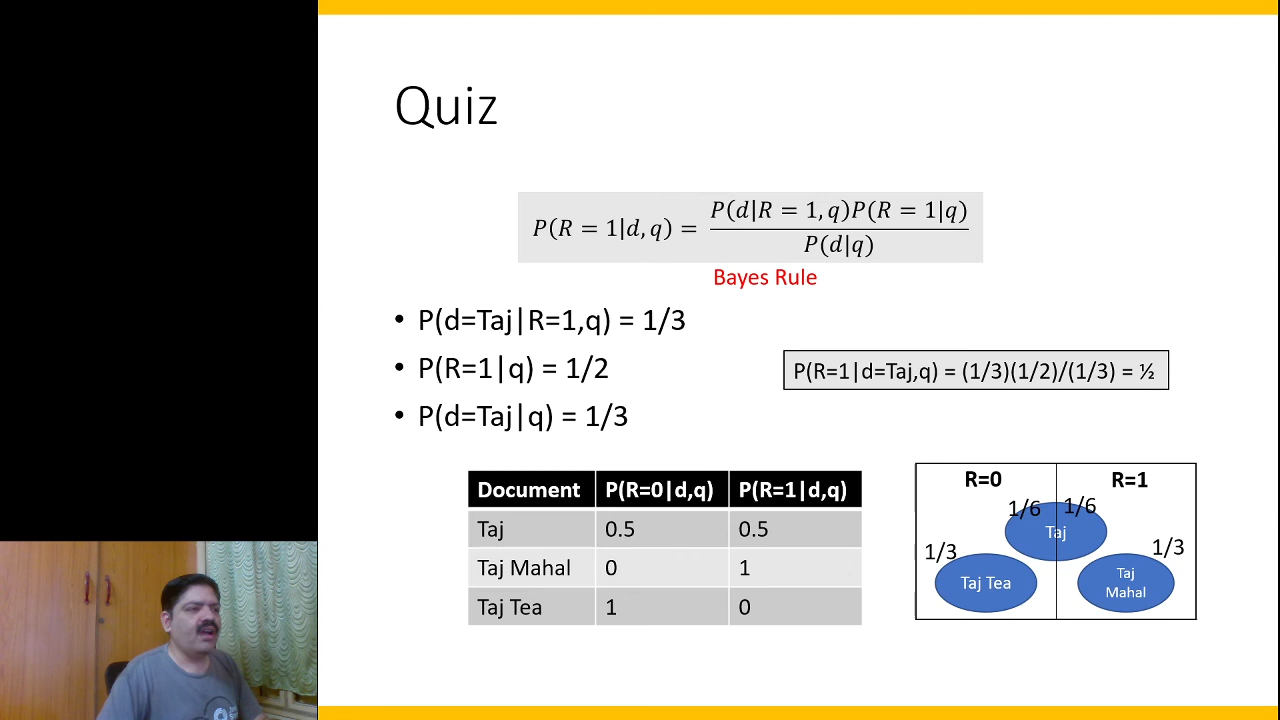 Quiz
P(R = 1|d, q) = P(d|R = 1, q)P(R = 1|q) / P(d|q)
Bayes Rule
• P(d=Taj|R=1,q) = 1/3
• P(R=1|q) = 1/2
• P(d=Taj|q) = 1/3
P(R=1|d=Taj,q) = (1/3)(1/2)/(1/3) = ½
Document P(R=0|d,q) P(R=1|d,q)
Taj 0.5 0.5
Taj Mahal 0 1
Taj Tea 1 0
R=0 R=1
1/6 1/6
Taj
1/3 1/3
Taj Tea
Taj
Mahal